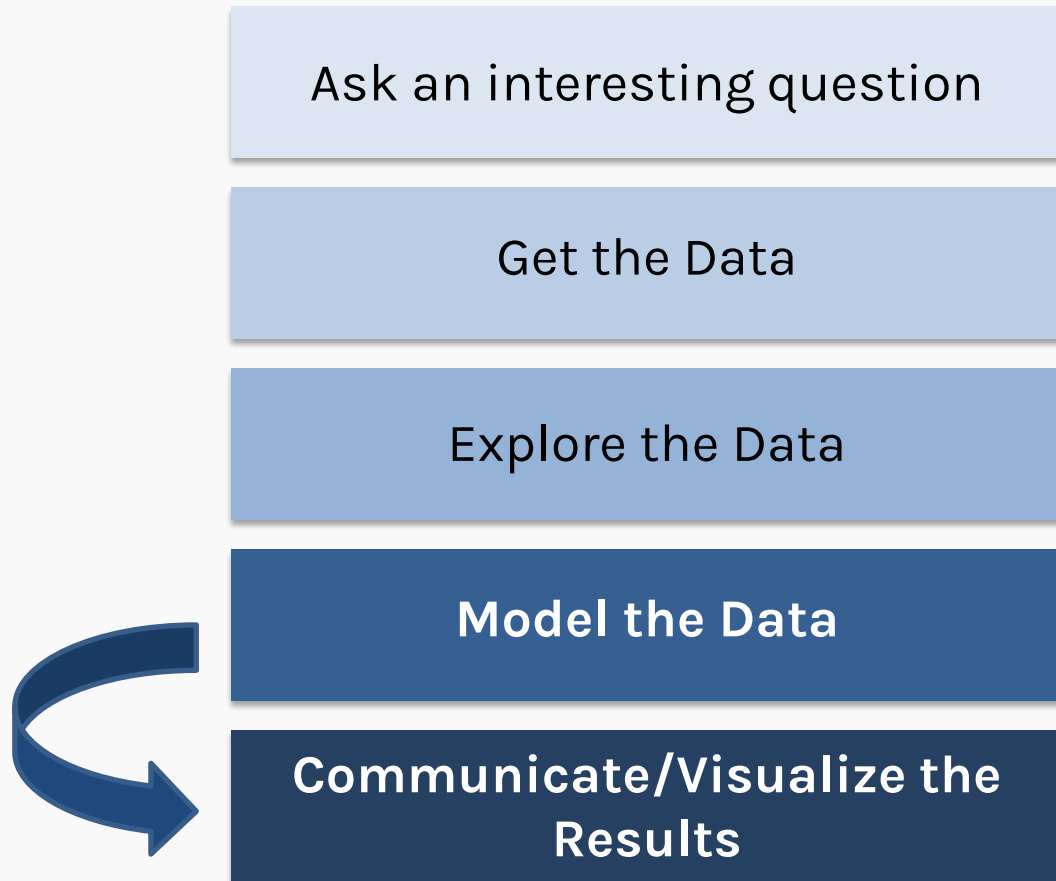 Ask an interesting question
Get the Data
Explore the Data
Model the Data
Communicate/Visualize the
Results